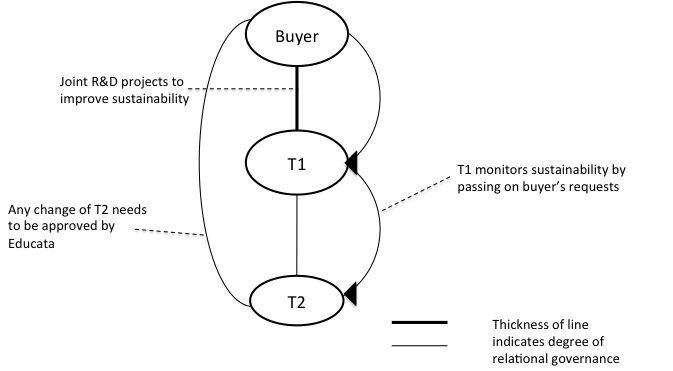 Buyer
Joint R&D projects to
improve sustainability
T1
T1 monitors sustainability by
passing on buyer's requests
Any change of T2 needs
to be approved by
Educata
T2
Thickness of line
indicates degree of
relational governance